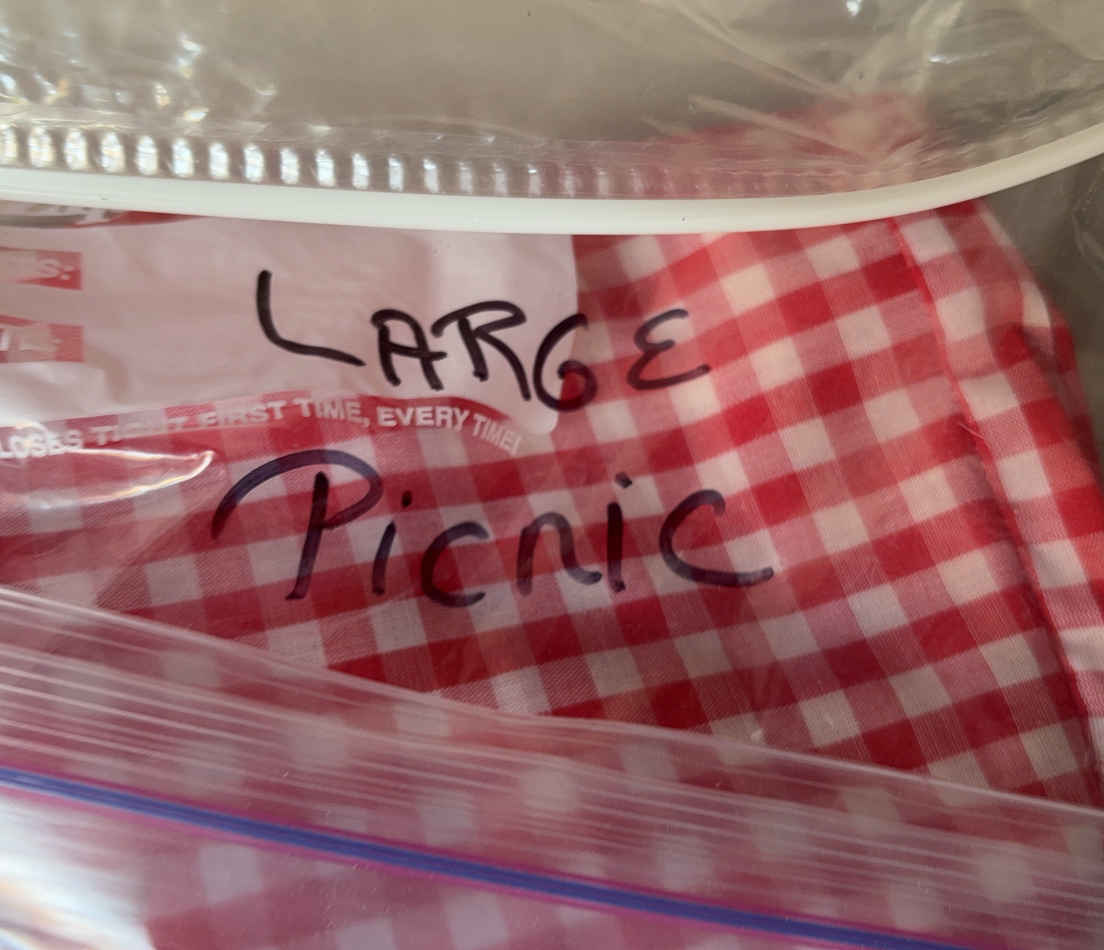 LARGE
FIRST TIME, EVERY TIME!
Picnic